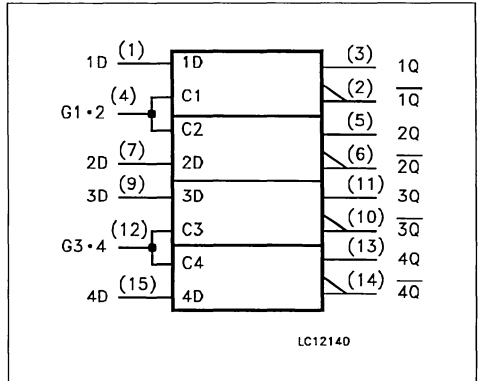 1D (1) 1D (3) 1Q
C1 (2) 1Q
G1•2 (4)
C2 (5) 2Q
2D (7) 2D (6) 2Q
3D (9) 3D (11) 3Q
C3 (10) 3Q
G3•4 (12)
C4 (13) 4Q
4D (15) 4D (14) 4Q
LC12140